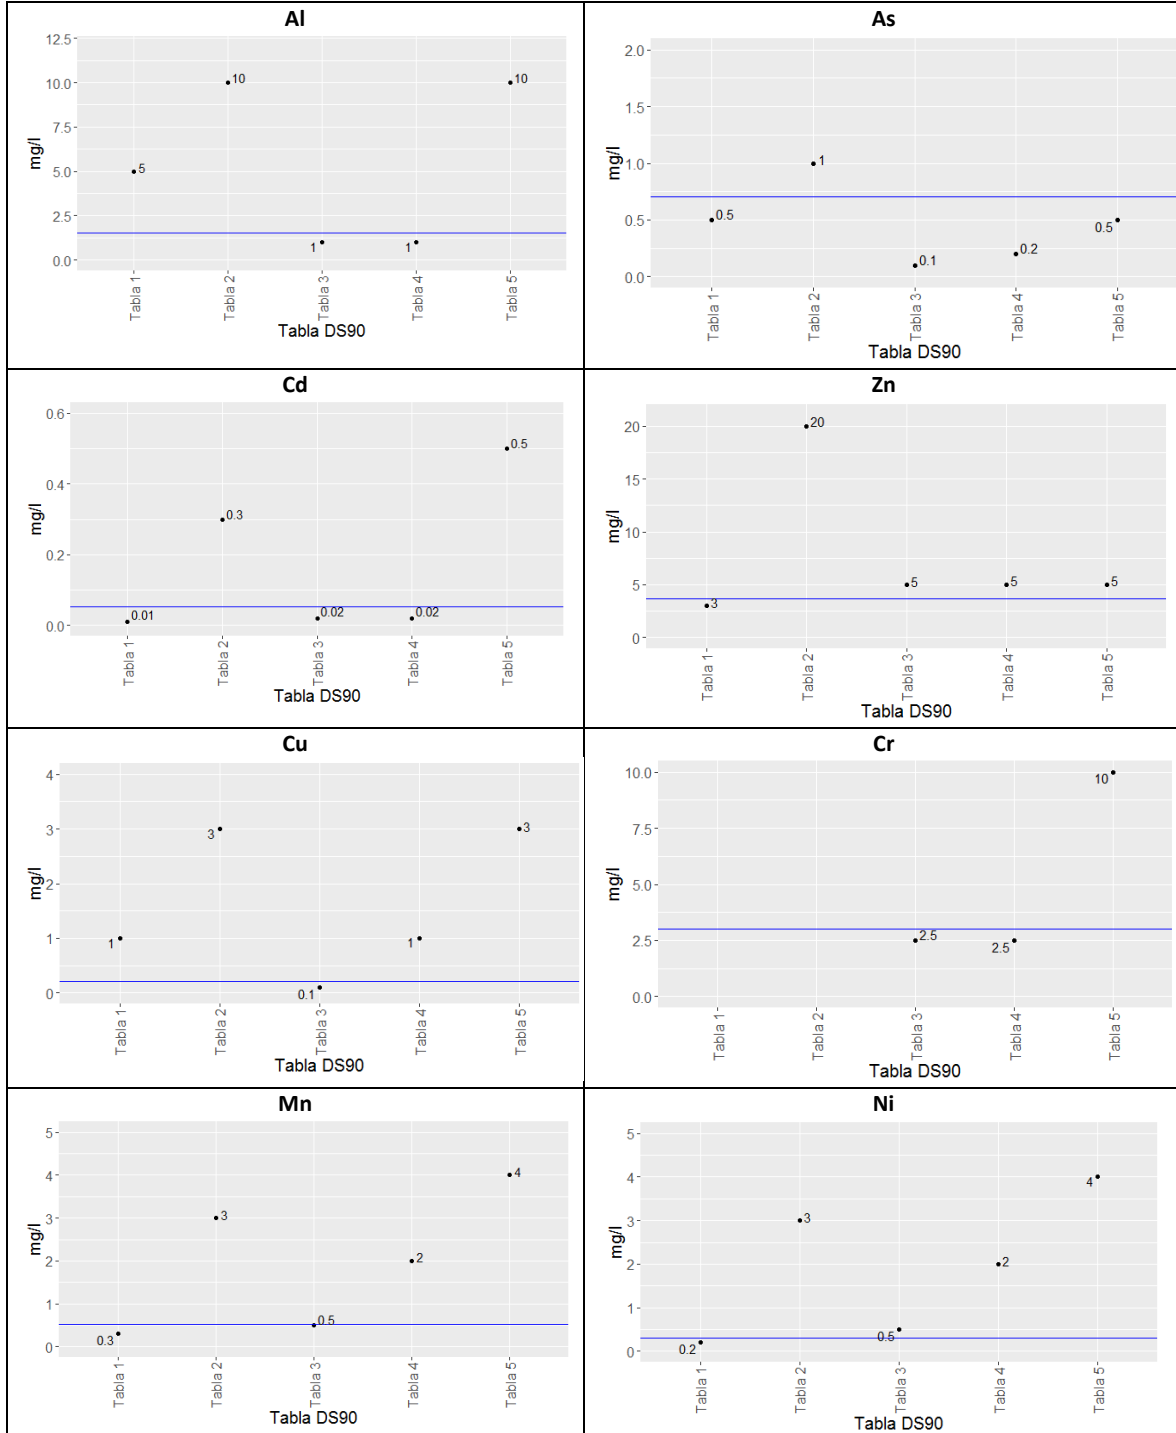 Al
12.5
10.0
7.5
5.0
2.5
0.0
mg/l
5
10
1
1
10
Tabla 1
Tabla 2
Tabla 3
Tabla 4
Tabla 5
Tabla DS90
As
2.0
1.5
1.0
0.5
0.0
mg/l
0.5
1
0.1
0.2
0.5
Tabla 1
Tabla 2
Tabla 3
Tabla 4
Tabla 5
Tabla DS90
Cd
0.6
0.4
0.2
0.0
mg/l
0.01
0.3
0.02
0.02
0.5
Tabla 1
Tabla 2
Tabla 3
Tabla 4
Tabla 5
Tabla DS90
Zn
20
15
10
5
0
mg/l
3
20
5
5
5
Tabla 1
Tabla 2
Tabla 3
Tabla 4
Tabla 5
Tabla DS90
Cu
4
3
2
1
0
mg/l
1
3
0.1
1
3
Tabla 1
Tabla 2
Tabla 3
Tabla 4
Tabla 5
Tabla DS90
Cr
10.0
7.5
5.0
2.5
0.0
mg/l
2.5
2.5
10
Tabla 1
Tabla 2
Tabla 3
Tabla 4
Tabla 5
Tabla DS90
Mn
5
4
3
2
1
0
mg/l
0.3
3
0.5
2
4
Tabla 1
Tabla 2
Tabla 3
Tabla 4
Tabla 5
Tabla DS90
Ni
5
4
3
2
1
0
mg/l
0.2
3
0.5
2
4
Tabla 1
Tabla 2
Tabla 3
Tabla 4
Tabla 5
Tabla DS90